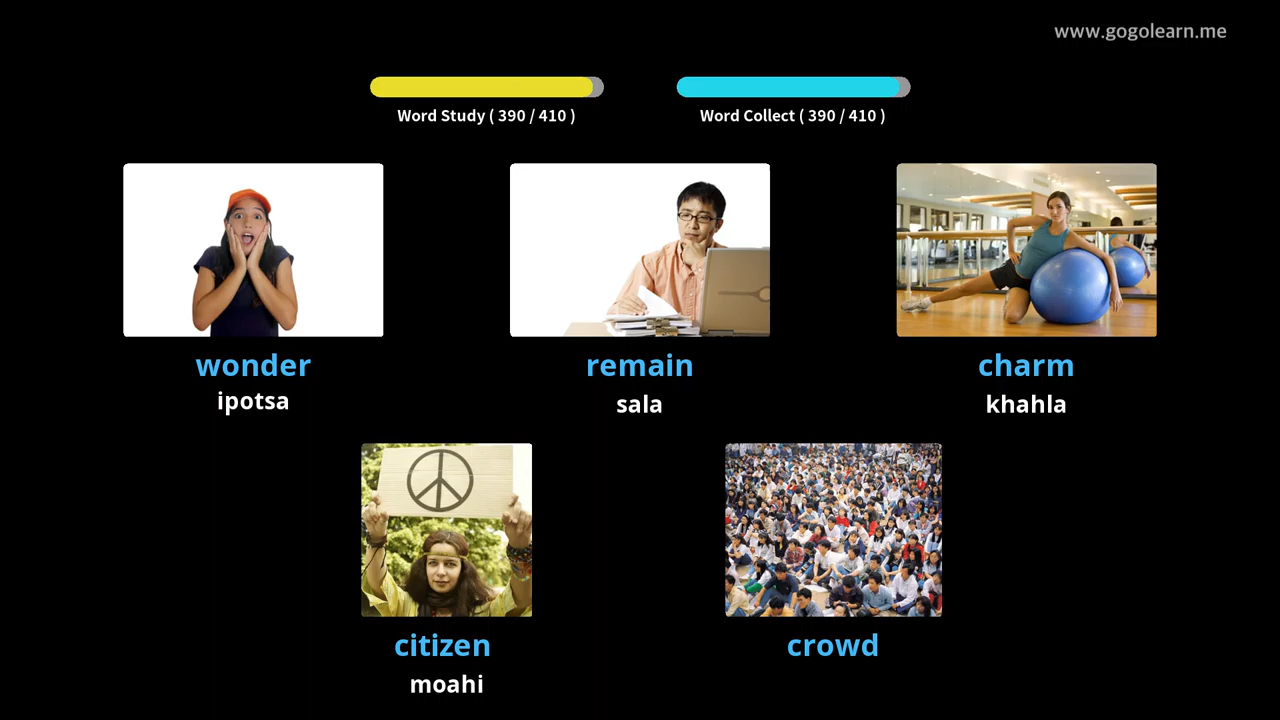 www.gogolearn.me
Word Study ( 390 / 410 )
Word Collect ( 390 / 410 )
wonder
ipotsa
remain
sala
charm
khahla
citizen
moahi
crowd